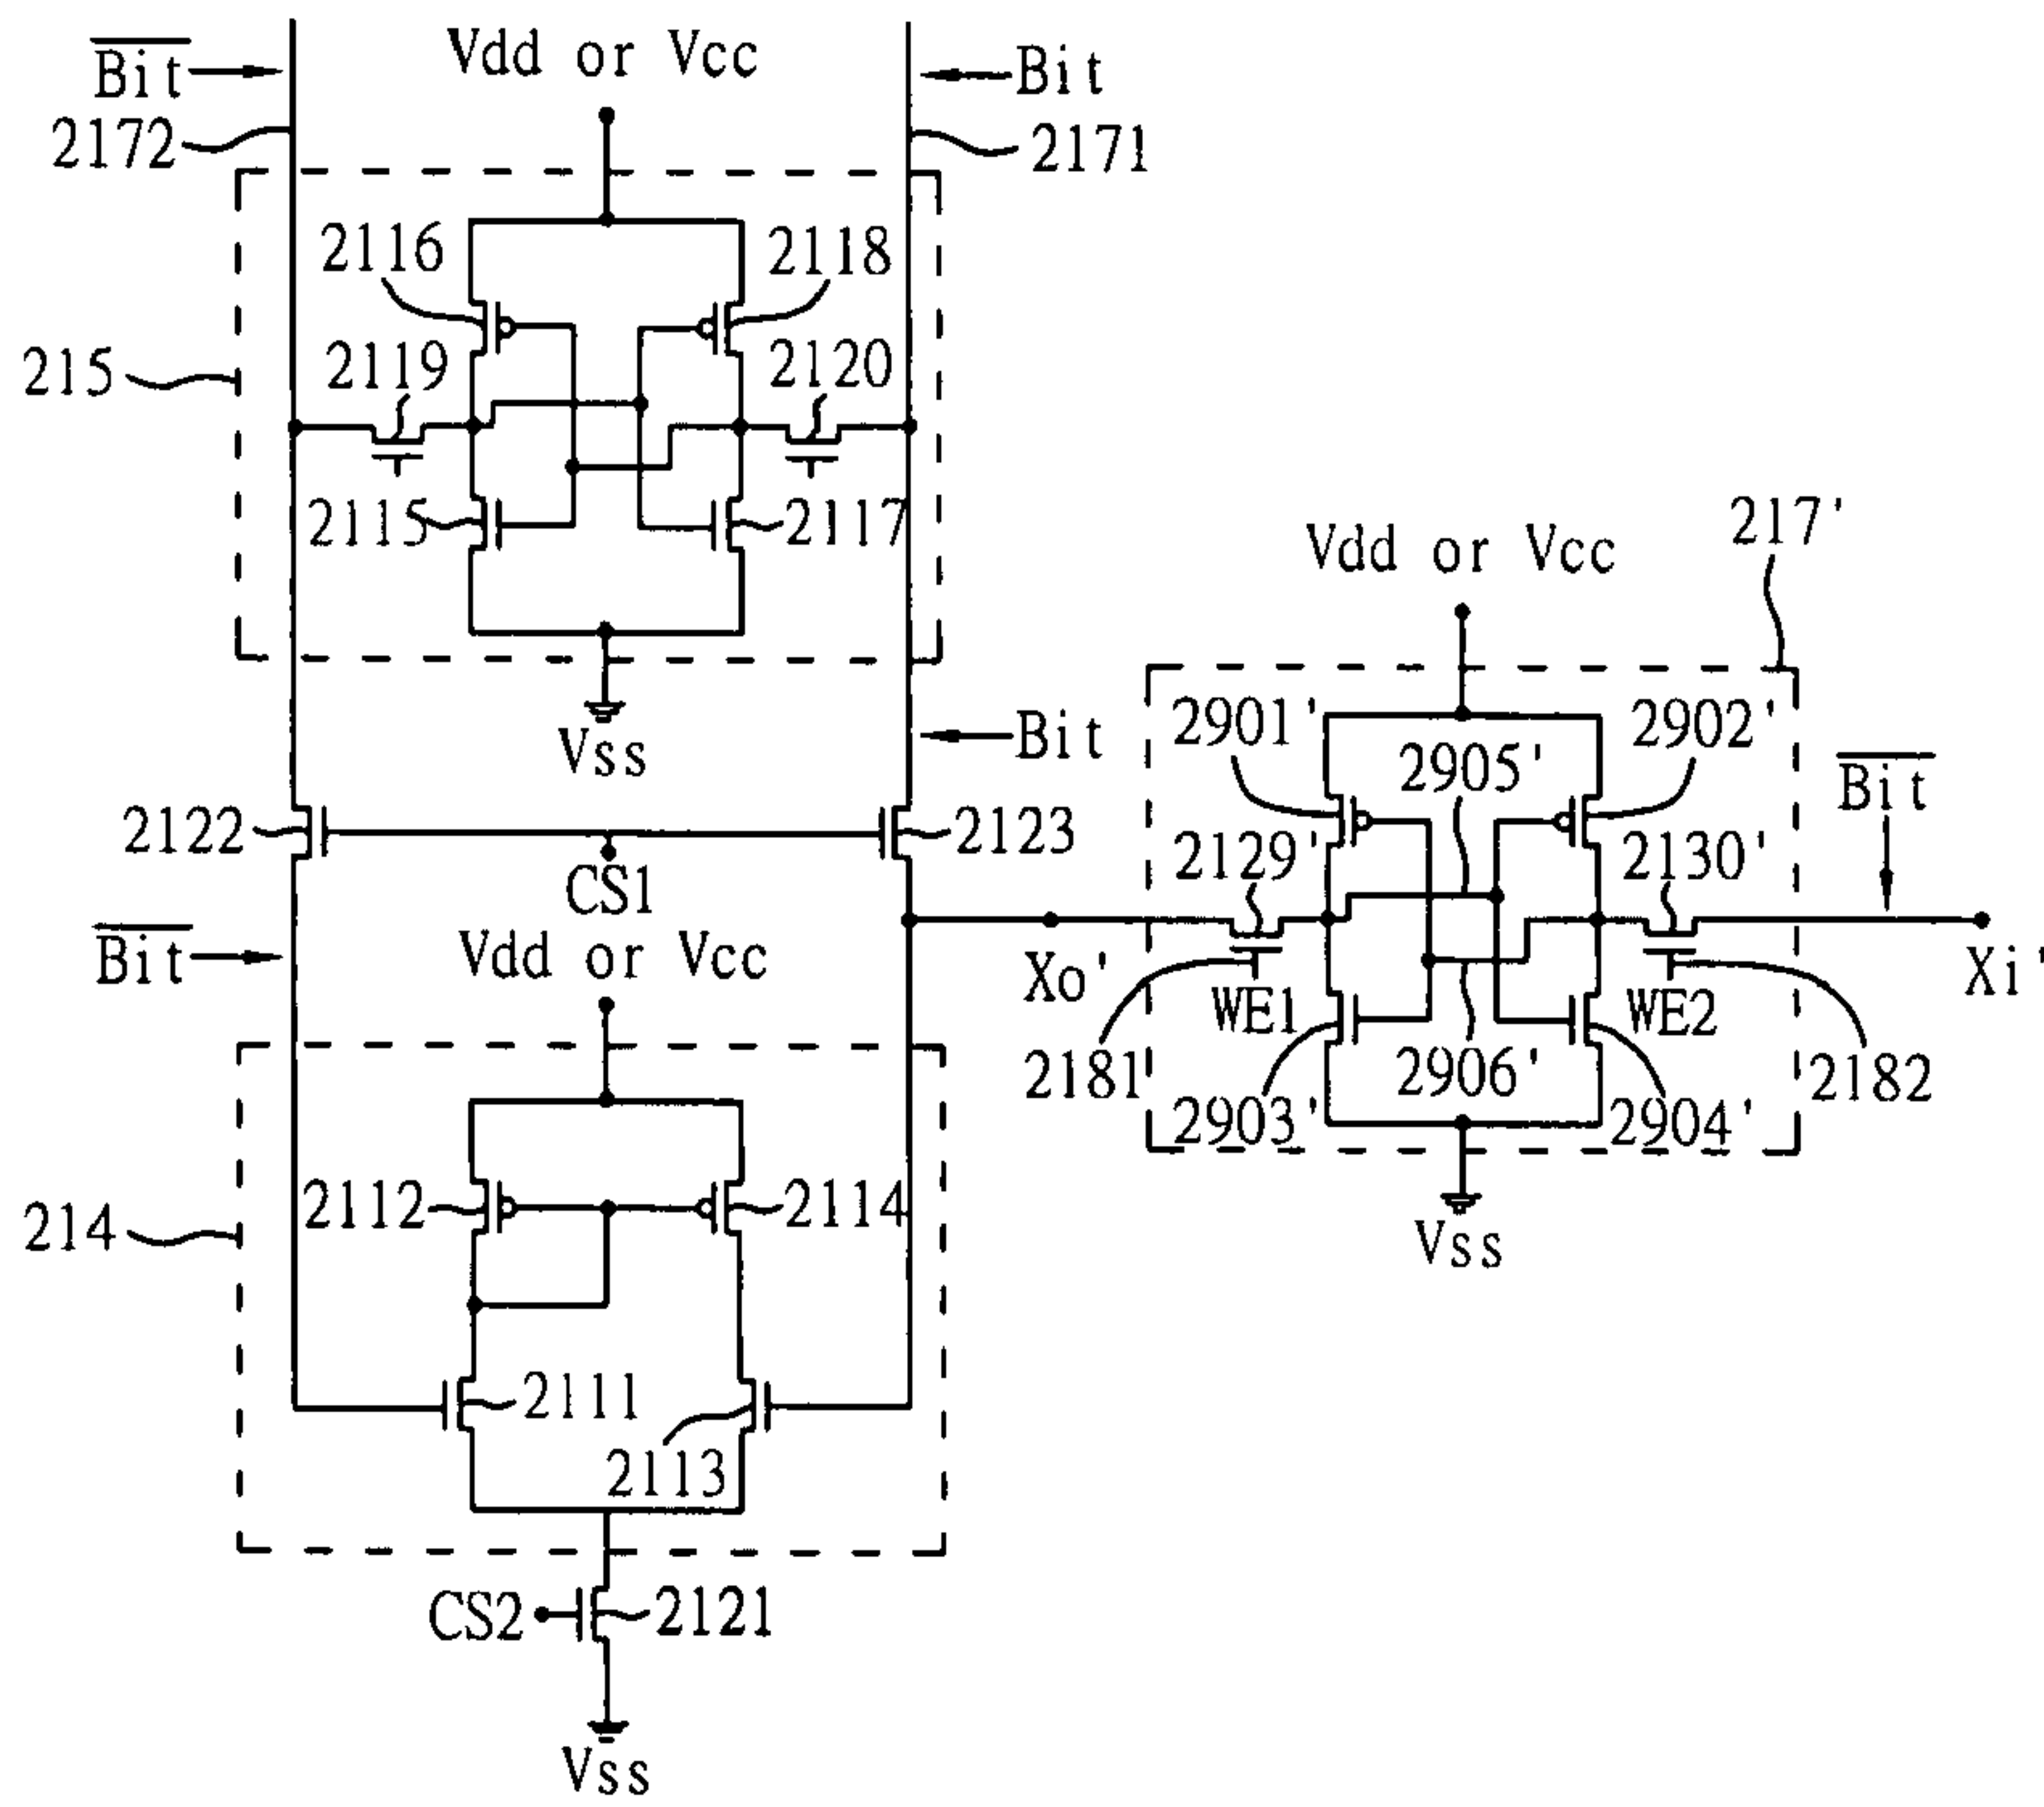 Bit
Vdd or Vcc
Bit
2172
2171
2116
2118
2119
2120
215
2115
2117
217'
Vdd or Vcc
Vss
Bit
2901'
2902'
2905'
Bit
2122
2123
2129'
2130'
CS1
Bit
Vdd or Vcc
Xo'
WE1
WE2
Xi'
2181
2906'
2182
2903'
2904'
2112
2114
214
Vss
2111
2113
CS2
2121
Vss